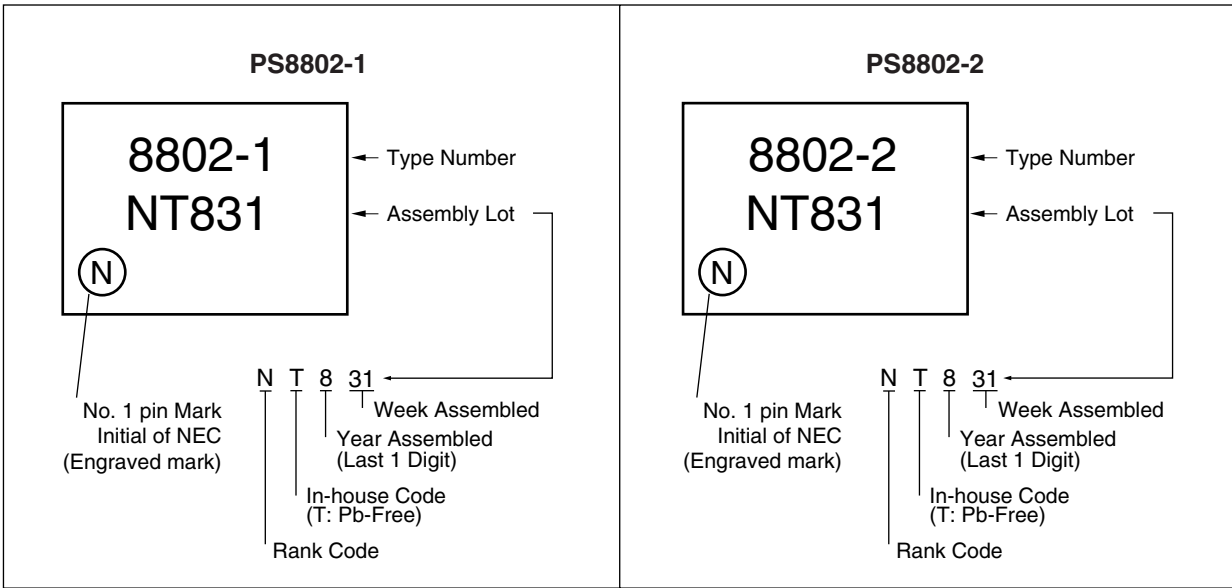 PS8802-1
8802-1
Type Number
NT831
Assembly Lot
N
N T 8 31
No. 1 pin Mark
Initial of NEC
(Engraved mark)
Week Assembled
Year Assembled
(Last 1 Digit)
In-house Code
(T: Pb-Free)
Rank Code
PS8802-2
8802-2
Type Number
NT831
Assembly Lot
N
N T 8 31
No. 1 pin Mark
Initial of NEC
(Engraved mark)
Week Assembled
Year Assembled
(Last 1 Digit)
In-house Code
(T: Pb-Free)
Rank Code